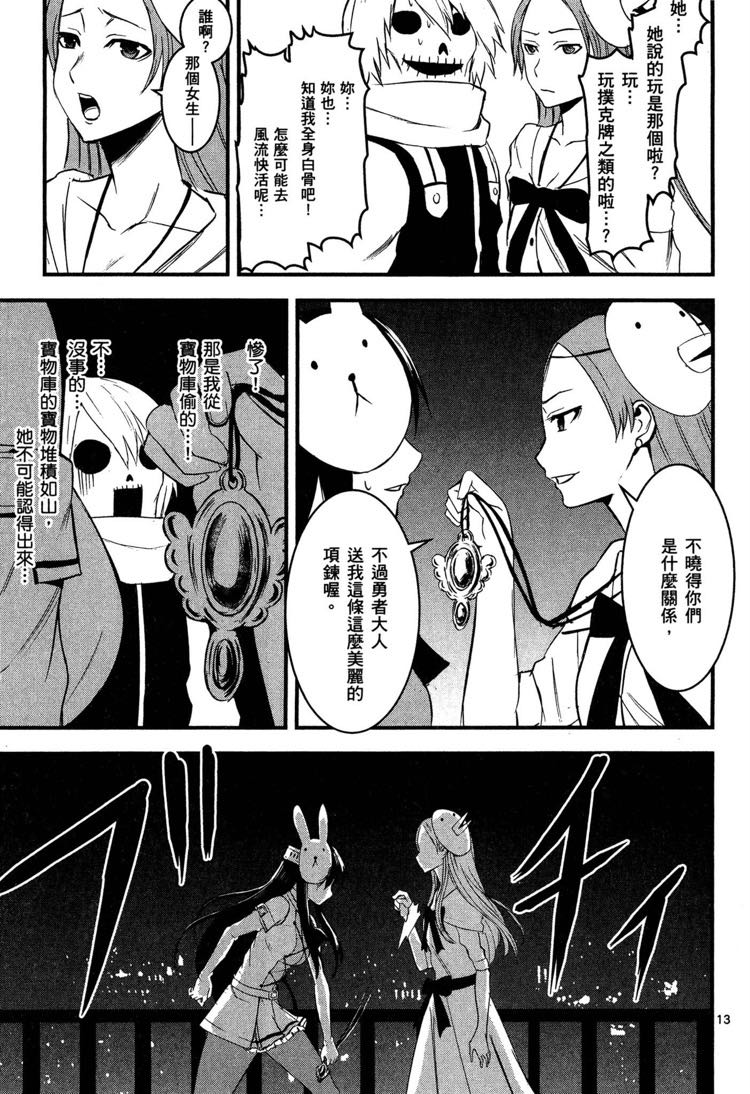 她…
她說的玩是那個啦？
玩…
玩撲克牌之類的啦…？
妳…
妳也…
知道我全身白骨吧！
怎麼可能去
風流快活呢…
誰啊？
那個女生──
不曉得你們
是什麼關係，
不過勇者大人
送我這條這麼美麗的
項鍊喔。
慘了！
那是我從
寶物庫偷的…！
不…
沒事的…
寶物庫的寶物堆積如山，
她不可能認得出來…
チィ
ブツ
13